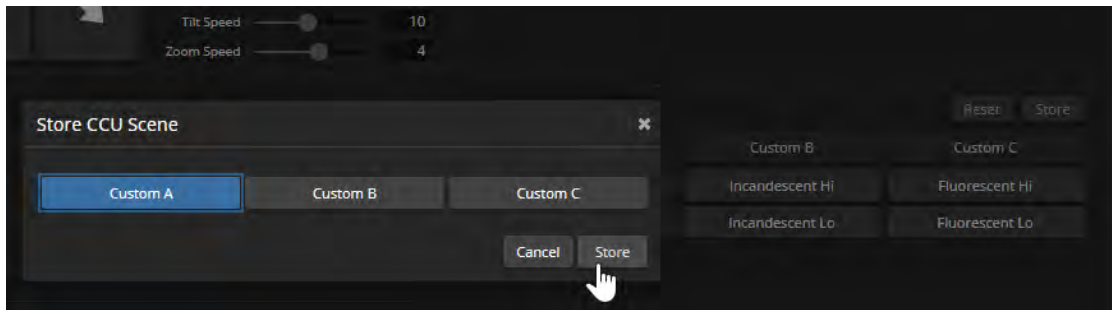 Tilt Speed 10
Zoom Speed 4
Reset Store
Store CCU Scene
Custom A Custom B Custom C
Cancel Store
Custom B Custom C
Incandescent Hi Fluorescent Hi
Incandescent Lo Fluorescent Lo